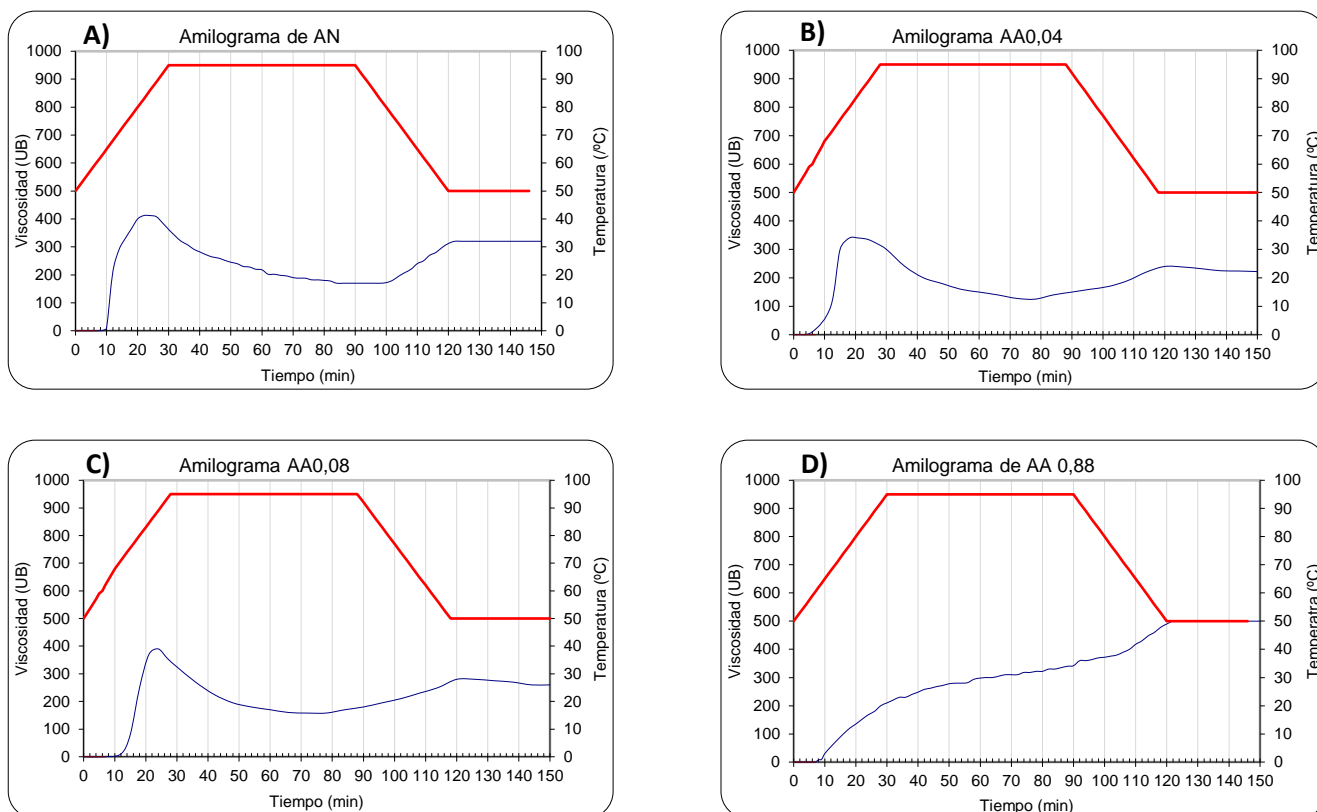 A) Amilograma de AN
1000 900 800 700 600 500 400 300 200 100 0
Viscosidad (UB)
100 90 80 70 60 50 40 30 20 10 0
Temperatura (/ºC)
0 10 20 30 40 50 60 70 80 90 100 110 120 130 140 150
Tiempo (min)
B) Amilograma AA0,04
1000 900 800 700 600 500 400 300 200 100 0
Viscosidad (UB)
100 90 80 70 60 50 40 30 20 10 0
Temperatura (ºC)
0 10 20 30 40 50 60 70 80 90 100 110 120 130 140 150
Tiempo (min)
C) Amilograma AA0,08
1000 900 800 700 600 500 400 300 200 100 0
Viscosidad (UB)
100 90 80 70 60 50 40 30 20 10 0
Temperatura (ºC)
0 10 20 30 40 50 60 70 80 90 100 110 120 130 140 150
Tiempo (min)
D) Amilograma de AA 0,88
1000 900 800 700 600 500 400 300 200 100 0
Viscosidad (UB)
100 90 80 70 60 50 40 30 20 10 0
Temperatra (ºC)
0 10 20 30 40 50 60 70 80 90 100 110 120 130 140 150
Tiempo (min)